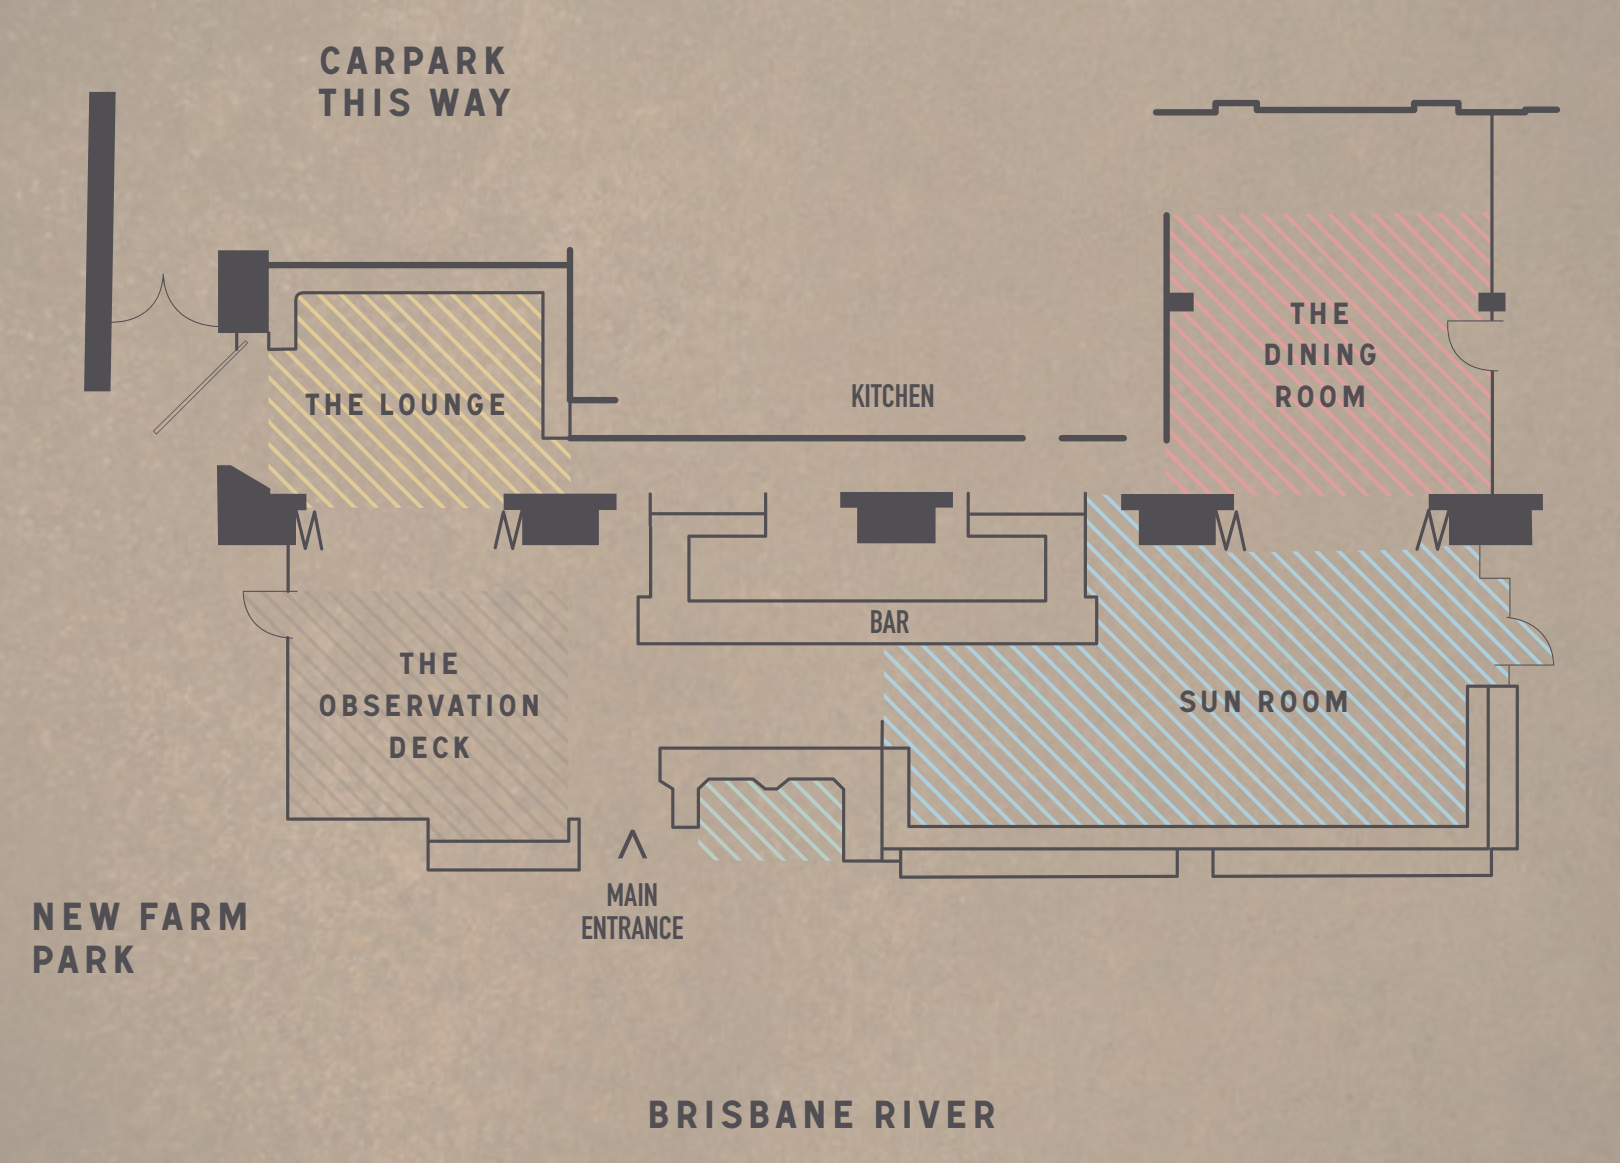 CARPARK
THIS WAY
THE
DINING
ROOM
THE LOUNGE
KITCHEN
BAR
THE
OBSERVATION
DECK
SUN ROOM
MAIN
ENTRANCE
NEW FARM
PARK
BRISBANE RIVER